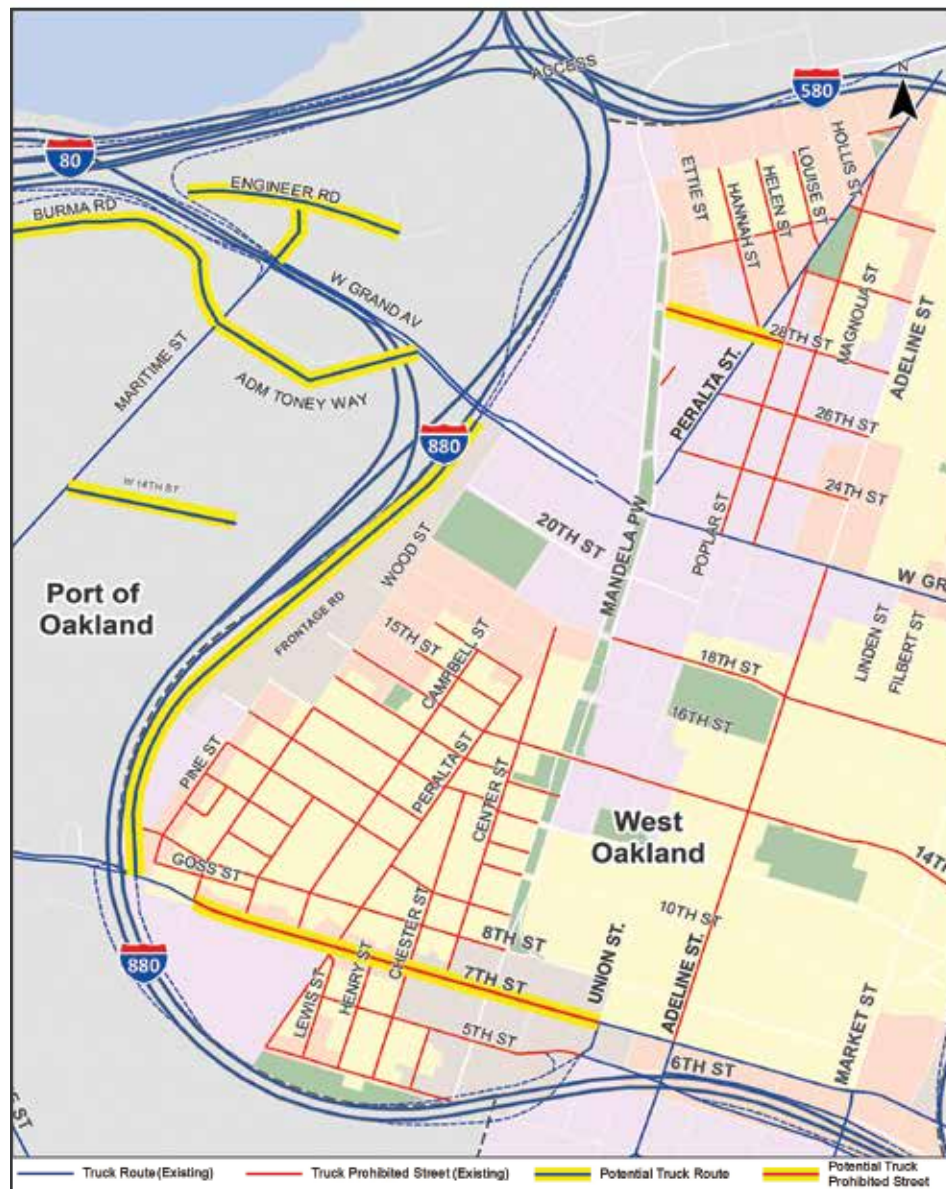 ACCESS
580
N
80
ENGINEER RD
BURMA RD
W GRAND AV
MARITIME ST
ADM TONEY WAY
880
W 14TH ST
Port of
Oakland
FRONTAGE RD
WOOD ST
20TH ST
MANDELA PW
ETTIE ST
HANNAH ST
HELEN ST
LOUISE ST
HOLLIS ST
MAGNOLIA ST
28TH ST
ADELINE ST
PERALTA ST.
26TH ST
24TH ST
POPLAR ST
W GR
LINDEN ST
FILBERT ST
18TH ST
16TH ST
15TH ST
CAMPBELL ST
PERALTA ST
CENTER ST
PINE ST
GOSS ST
West
Oakland
14TH
10TH ST
8TH ST
7TH ST
CHESTER ST
HENRY ST
LEWIS ST
5TH ST
UNION ST.
ADELINE ST.
MARKET ST
6TH ST
880
ST
Truck Route (Existing)
Truck Prohibited Street (Existing)
Potential Truck Route
Potential Truck
Prohibited Street